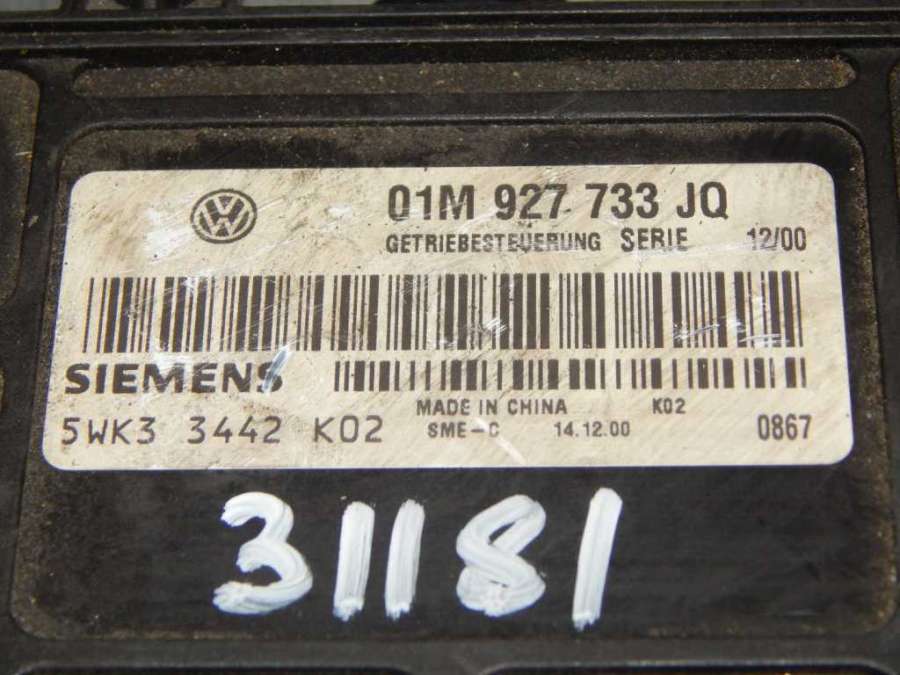 01M 927 733 JQ
GETRIEBESTEUERUNG SERIE 12/00
SIEMENS
MADE IN CHINA K02
5WK3 3442 K02 SME-C 14.12.00 0867
31181